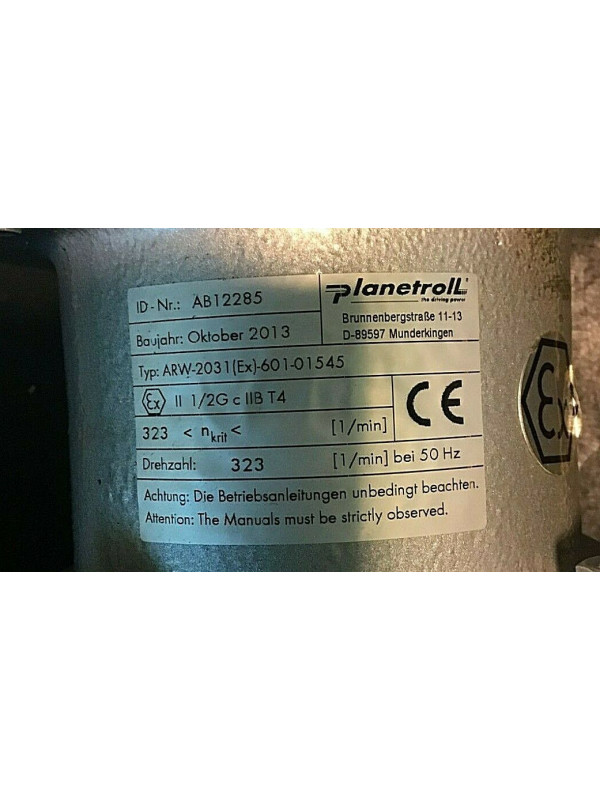 ID-Nr.: AB12285
planetroll
the driving power
Brunnenbergstraße 11-13
D-89597 Munderkingen
Baujahr: Oktober 2013
Typ: ARW-2031(Ex)-601-01545
Ex II 1/2G c IIB T4
CE
323 < nkrit < [1/min]
Drehzahl: 323 [1/min] bei 50 Hz
Achtung: Die Betriebsanleitungen unbedingt beachten.
Attention: The Manuals must be strictly observed.
Ex